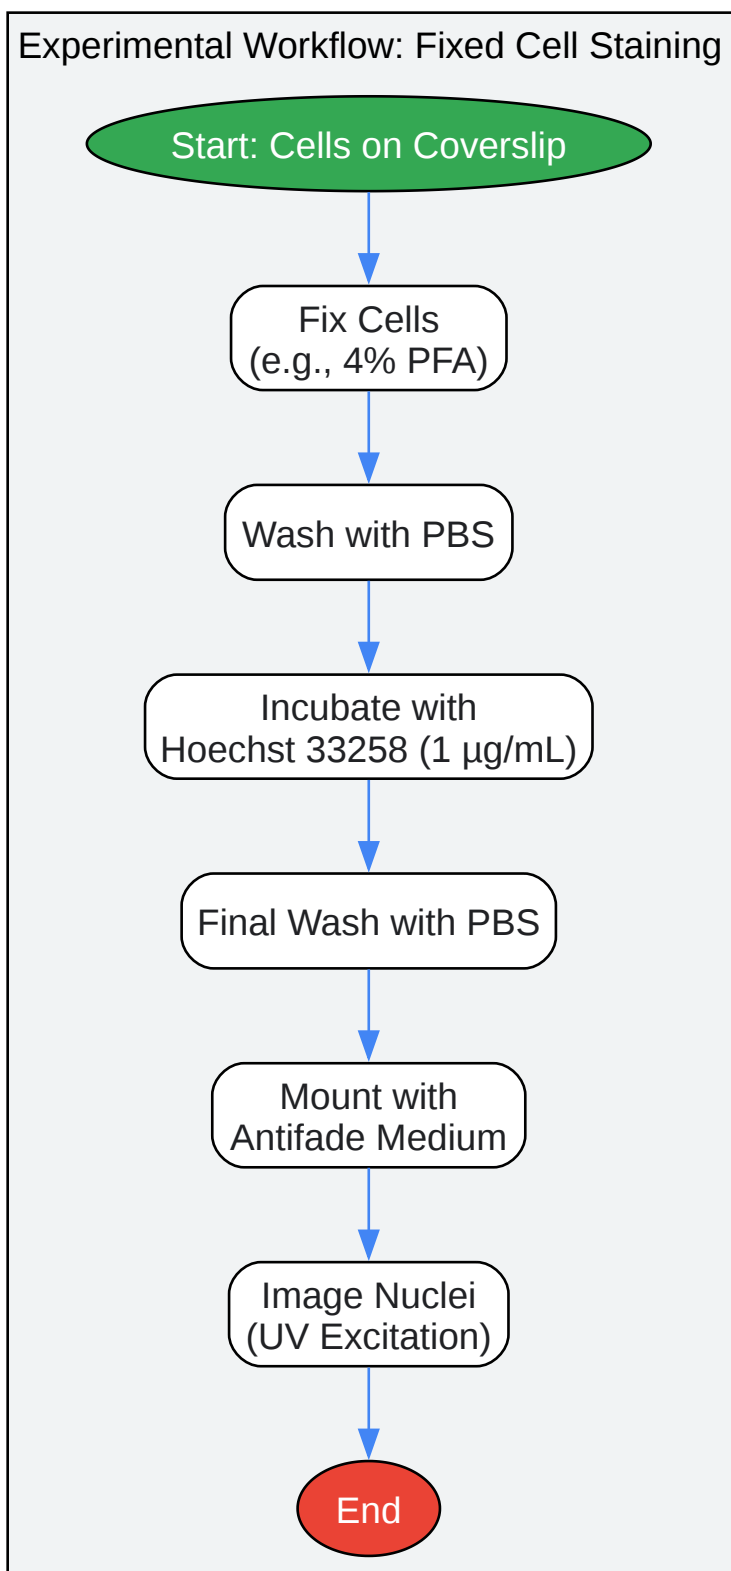 Experimental Workflow: Fixed Cell Staining
Start: Cells on Coverslip
Fix Cells
(e.g., 4% PFA)
Wash with PBS
Incubate with
Hoechst 33258 (1 µg/mL)
Final Wash with PBS
Mount with
Antifade Medium
Image Nuclei
(UV Excitation)
End